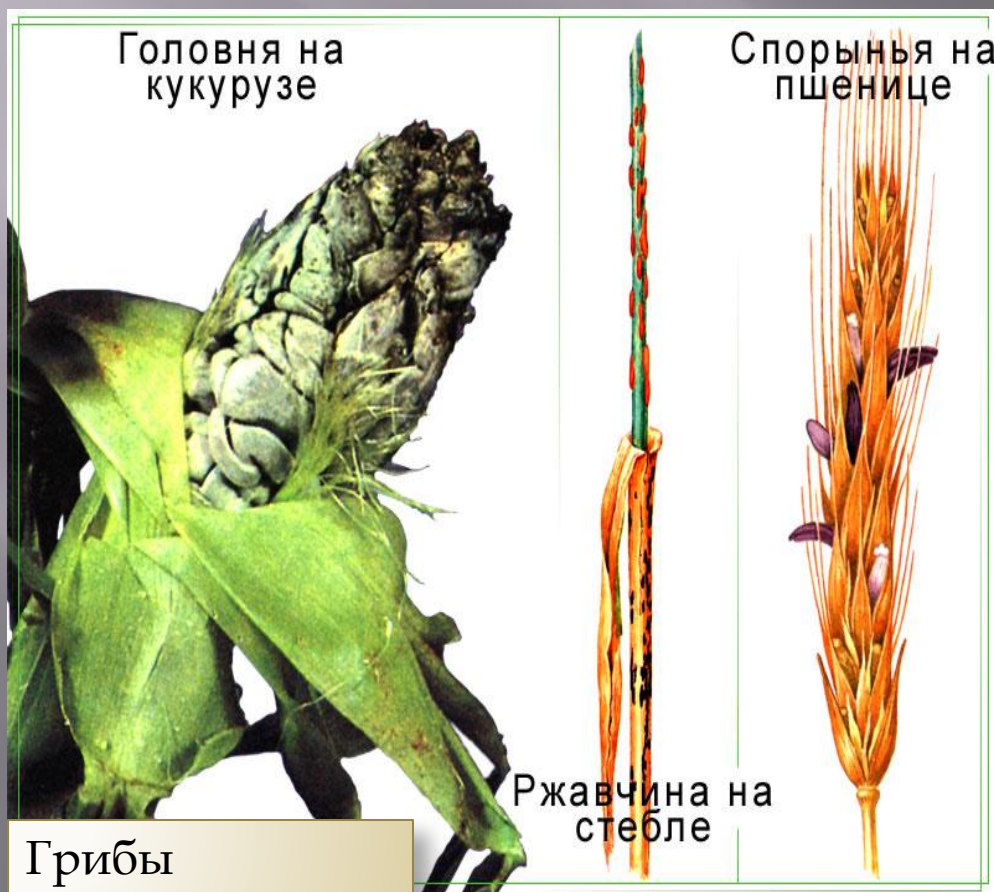 Головня на
кукурузе
Спорынья на
пшенице
Ржавчина на
стебле
Грибы